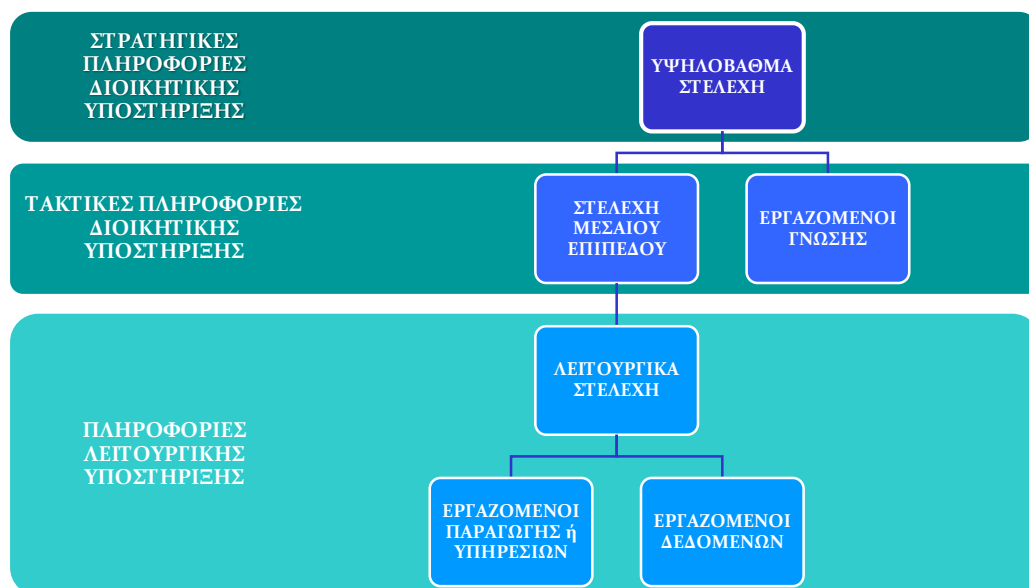 ΣΤΡΑΤΗΓΙΚΕΣ
ΠΛΗΡΟΦΟΡΙΕΣ
ΔΙΟΙΚΗΤΙΚΗΣ
ΥΠΟΣΤΗΡΙΞΗΣ
ΥΨΗΛΟΒΑΘΜΑ
ΣΤΕΛΕΧΗ
ΤΑΚΤΙΚΕΣ ΠΛΗΡΟΦΟΡΙΕΣ
ΔΙΟΙΚΗΤΙΚΗΣ
ΥΠΟΣΤΗΡΙΞΗΣ
ΣΤΕΛΕΧΗ
ΜΕΣΑΙΟΥ
ΕΠΙΠΕΔΟΥ
ΕΡΓΑΖΟΜΕΝΟΙ
ΓΝΩΣΗΣ
ΠΛΗΡΟΦΟΡΙΕΣ
ΛΕΙΤΟΥΡΓΙΚΗΣ
ΥΠΟΣΤΗΡΙΞΗΣ
ΛΕΙΤΟΥΡΓΙΚΑ
ΣΤΕΛΕΧΗ
ΕΡΓΑΖΟΜΕΝΟΙ
ΠΑΡΑΓΩΓΗΣ ή
ΥΠΗΡΕΣΙΩΝ
ΕΡΓΑΖΟΜΕΝΟΙ
ΔΕΔΟΜΕΝΩΝ